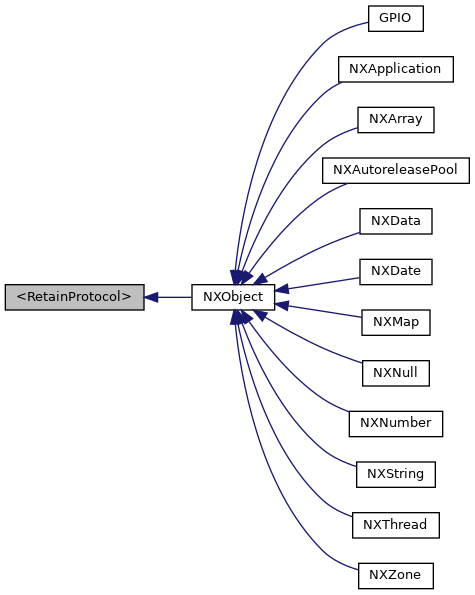 GPIO
NXApplication
NXArray
NXAutoreleasePool
NXData
NXDate
<RetainProtocol>
NXObject
NXMap
NXNull
NXNumber
NXString
NXThread
NXZone